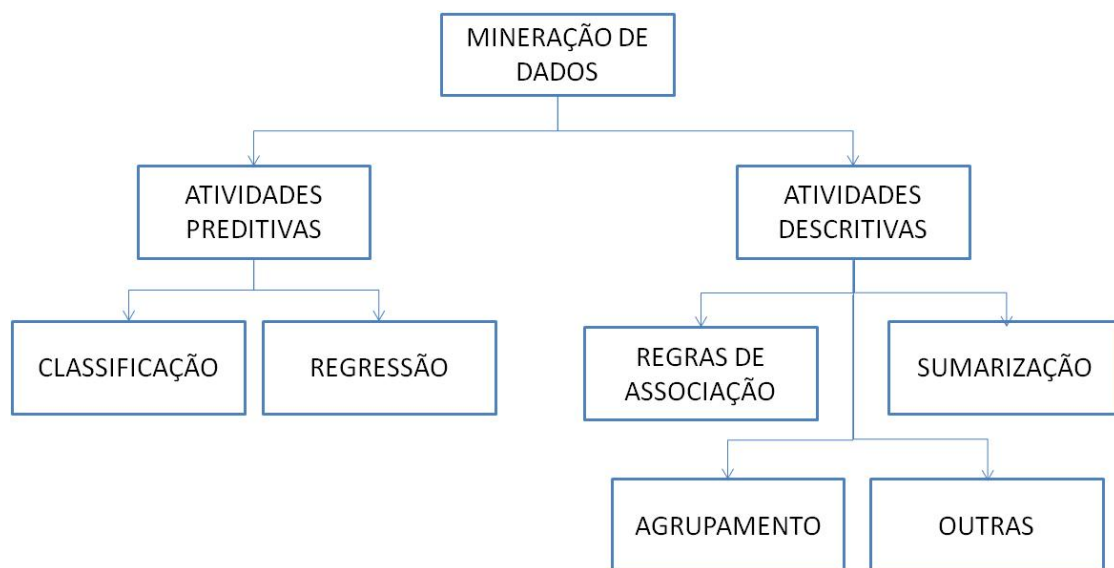 MINERAÇÃO DE
DADOS
ATIVIDADES
PREDITIVAS
ATIVIDADES
DESCRITIVAS
CLASSIFICAÇÃO
REGRESSÃO
REGRAS DE
ASSOCIAÇÃO
SUMARIZAÇÃO
AGRUPAMENTO
OUTRAS